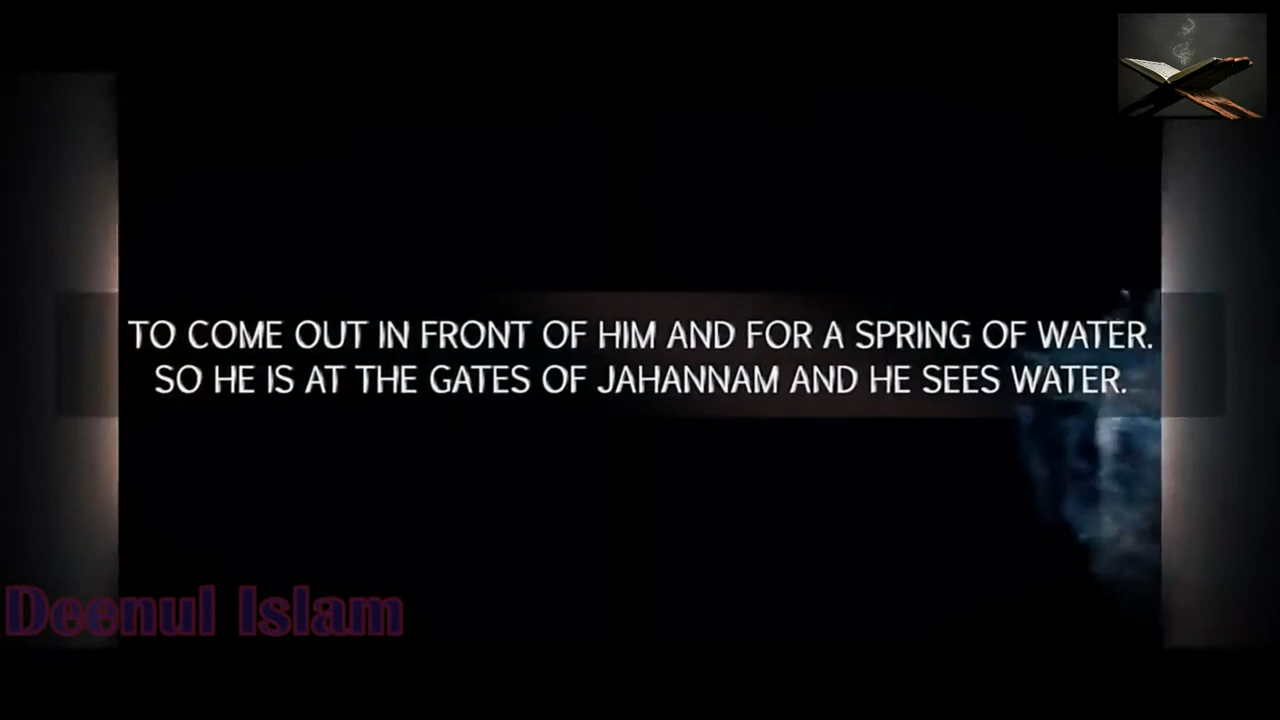 TO COME OUT IN FRONT OF HIM AND FOR A SPRING OF WATER.
SO HE IS AT THE GATES OF JAHANNAM AND HE SEES WATER.
Deenul Islam